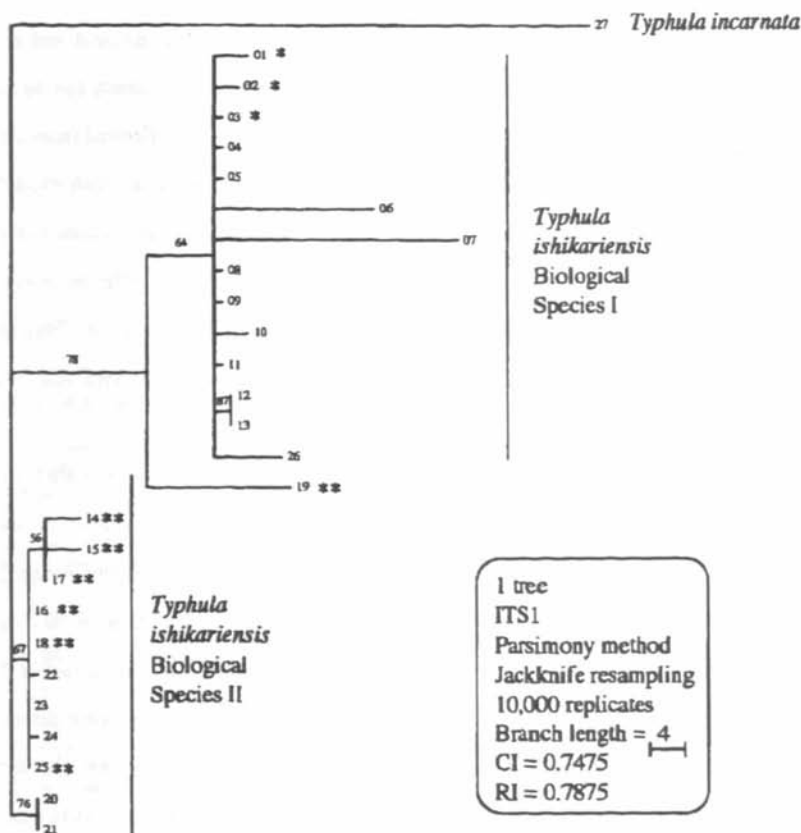 27 Typhula incarnata
01 *
02 *
03 *
04
05
06
64
07
08
09
10
11
87
12
13
26
78
19 **
Typhula
ishikariensis
Biological
Species I
56
14 **
15 **
17 **
16 **
67
18 **
22
23
24
25 **
76
20
21
Typhula
ishikariensis
Biological
Species II
1 tree
ITS1
Parsimony method
Jackknife resampling
10,000 replicates
Branch length = 4
CI = 0.7475
RI = 0.7875